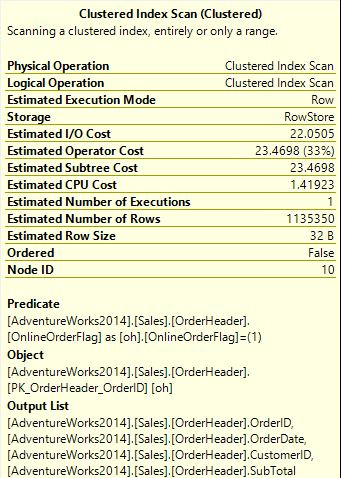 Clustered Index Scan (Clustered)
Scanning a clustered index, entirely or only a range.
Physical Operation Clustered Index Scan
Logical Operation Clustered Index Scan
Estimated Execution Mode Row
Storage RowStore
Estimated I/O Cost 22.0505
Estimated Operator Cost 23.4698 (33%)
Estimated Subtree Cost 23.4698
Estimated CPU Cost 1.41923
Estimated Number of Executions 1
Estimated Number of Rows 1135350
Estimated Row Size 32 B
Ordered False
Node ID 10
Predicate
[AdventureWorks2014].[Sales].[OrderHeader].
[OnlineOrderFlag] as [oh].[OnlineOrderFlag]=(1)
Object
[AdventureWorks2014].[Sales].[OrderHeader].
[PK_OrderHeader_OrderID] [oh]
Output List
[AdventureWorks2014].[Sales].[OrderHeader].OrderID,
[AdventureWorks2014].[Sales].[OrderHeader].OrderDate,
[AdventureWorks2014].[Sales].[OrderHeader].CustomerID,
[AdventureWorks2014].[Sales].[OrderHeader].SubTotal